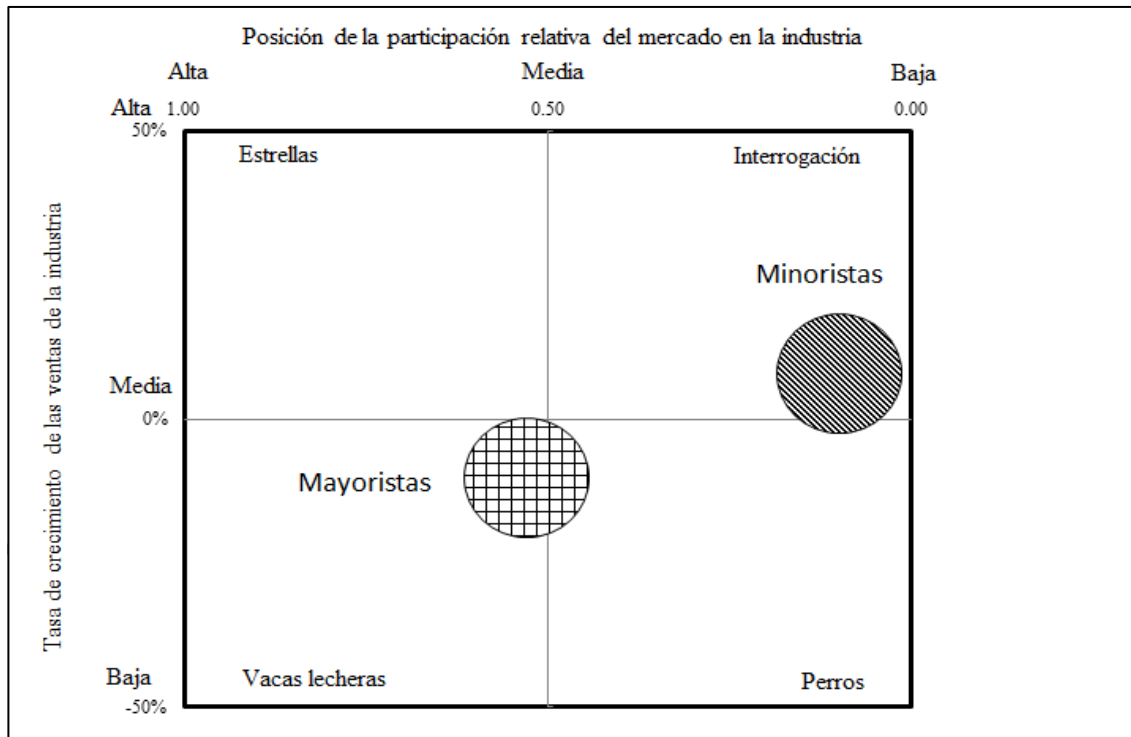 Posición de la participación relativa del mercado en la industria
Alta Media Baja
Alta 1.00 0.50 0.00
50%
Estrellas Interrogación
Tasa de crecimiento de las ventas de la industria
Minoristas
Media
0%
Mayoristas
Baja
Vacas lecheras Perros
-50%